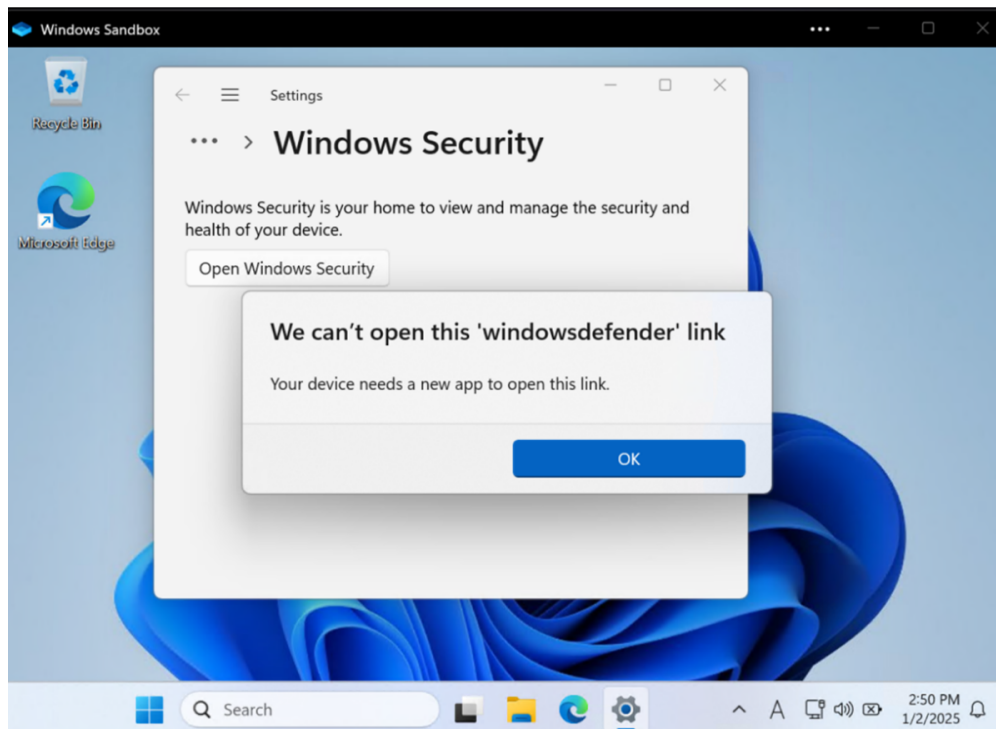 Windows Sandbox
Recycle Bin
Microsoft Edge
Settings
Windows Security
Windows Security is your home to view and manage the security and
health of your device.
Open Windows Security
We can't open this 'windowsdefender' link
Your device needs a new app to open this link.
OK
Search
A
2:50 PM
1/2/2025